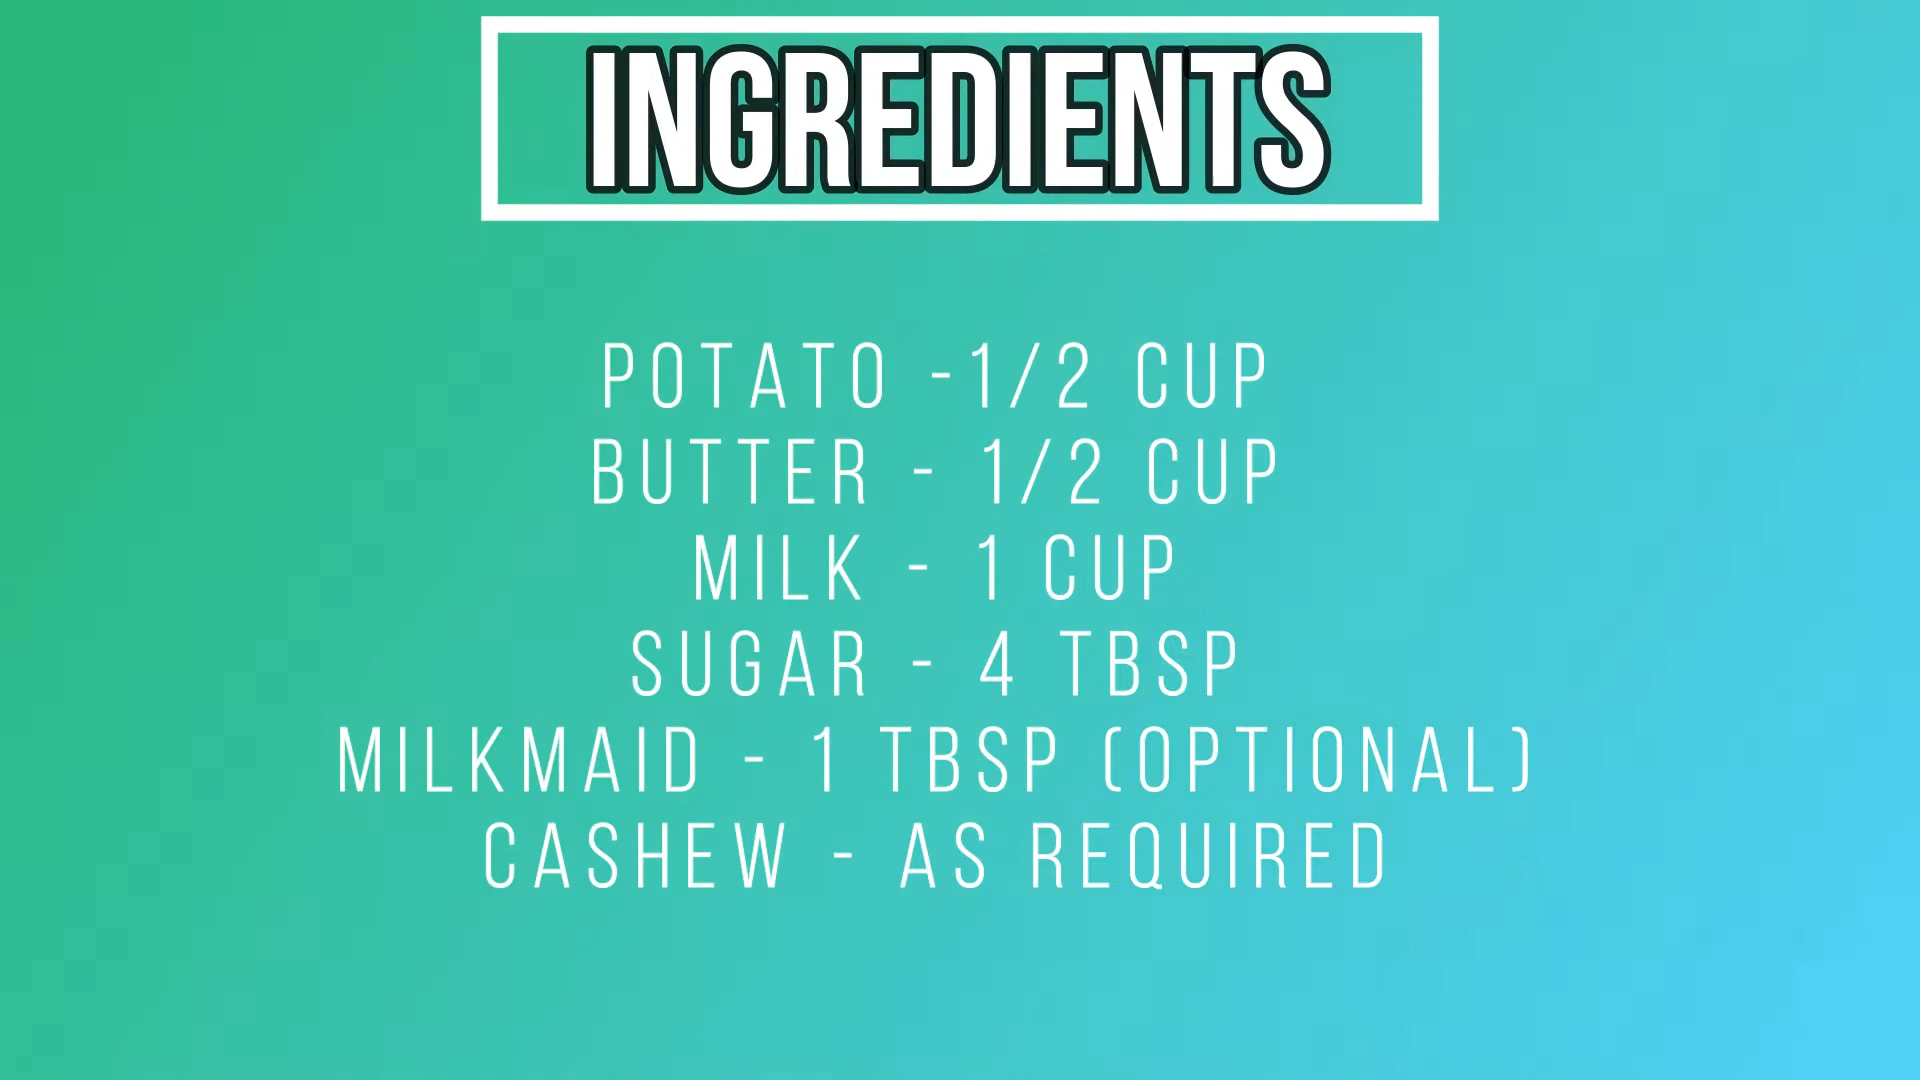 INGREDIENTS
POTATO -1/2 CUP
BUTTER - 1/2 CUP
MILK - 1 CUP
SUGAR - 4 TBSP
MILKMAID - 1 TBSP (OPTIONAL)
CASHEW - AS REQUIRED